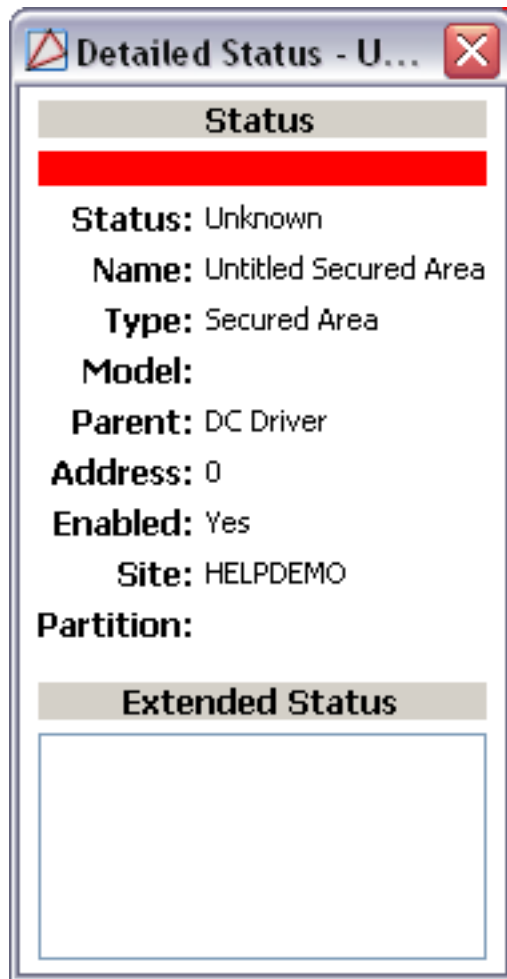 Detailed Status - U...
Status
Status: Unknown
Name: Untitled Secured Area
Type: Secured Area
Model:
Parent: DC Driver
Address: 0
Enabled: Yes
Site: HELPDEMO
Partition:
Extended Status